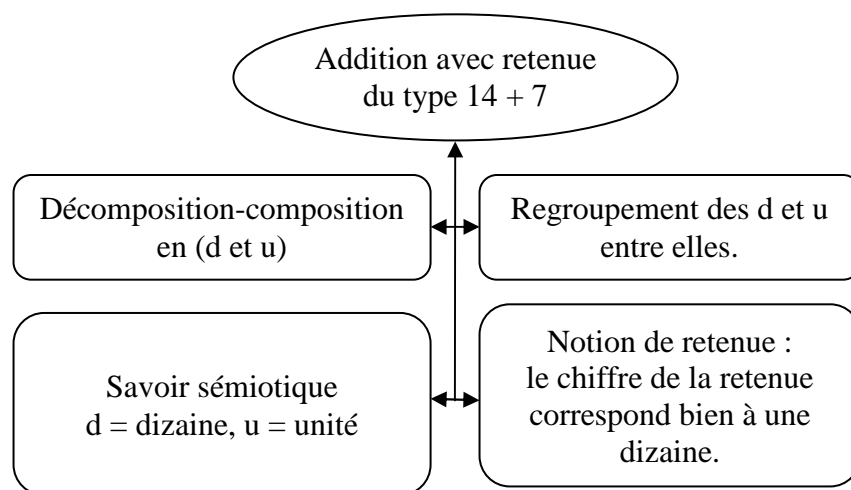 Addition avec retenue
du type 14 + 7
Décomposition-composition
en (d et u)
Regroupement des d et u
entre elles.
Savoir sémiotique
d = dizaine, u = unité
Notion de retenue :
le chiffre de la retenue
correspond bien à une
dizaine.